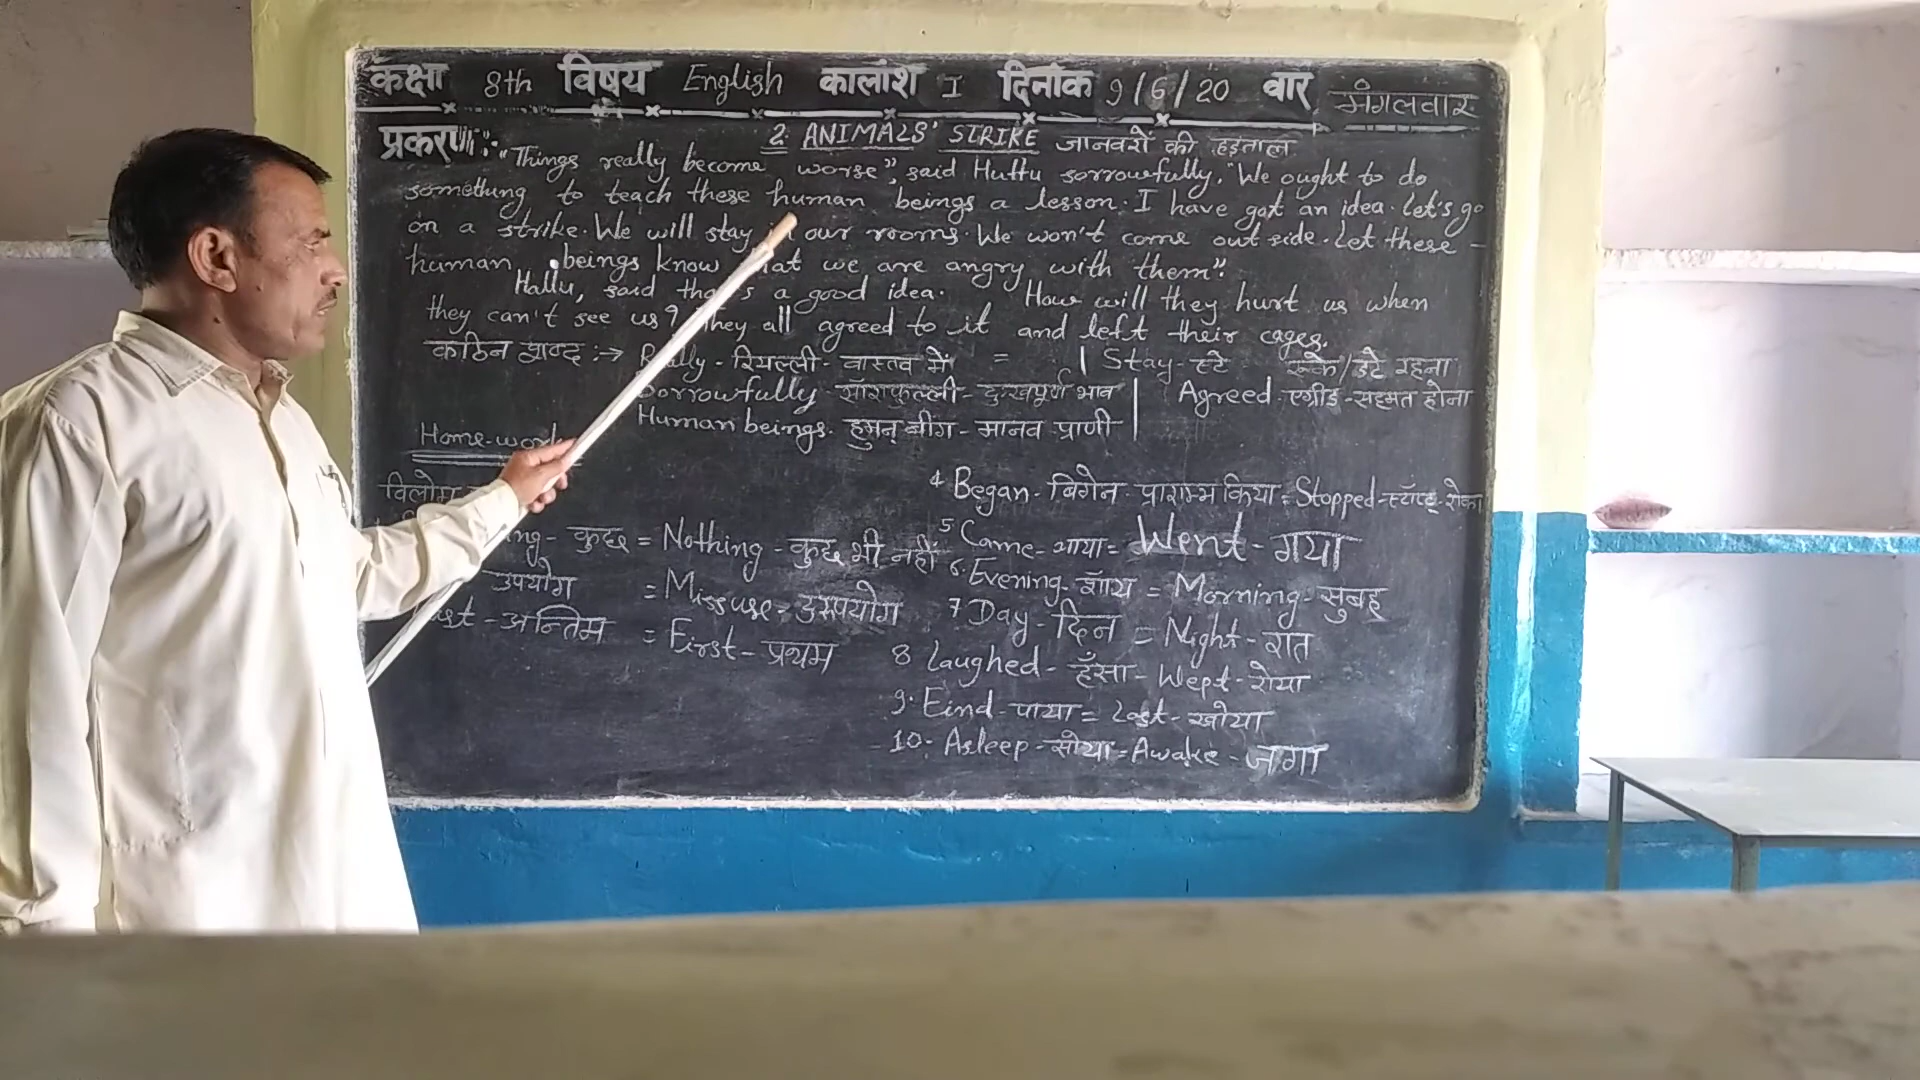 कक्षा 8th विषय English कालांश I दिनांक 9/6/20 वार मंगलवार
प्रकरण:- 2. ANIMALS' STRIKE जानवरों की हड़ताल
"Things really become worse", said Huttu sorrowfully. "We ought to do
something to teach these human beings a lesson. I have got an idea. Let's go
on a strike. We will stay our rooms. We won't come out side. Let these -
human beings know we are angry with them".
Hallu, said a good idea. How will they hurt us when
they can't see us? They all agreed to it and left their cages.
कठिन शब्द :→ Really - रियल्ली - वास्तव में = | Stay - स्टे रूके/डटे रहना
Sorrowfully - सॉराफुल्ली - दुःखपूर्ण भाव | Agreed - एग्रीड - सहमत होना
Human beings. हुमन् बींग - मानव प्राणी |
Home-work
विलोम
कुछ = Nothing - कुछ भी नहीं
उपयोग = Missuse - दुरुपयोग
अन्तिम = First - प्रथम
4 Began - बिगेन - प्रारम्भ किया = Stopped - स्टॉप्ड - रोका
5 Came - आया = Went - गया
6. Evening - शॉय = Morning - सुबह
7 Day - दिन = Night - रात
8 Laughed - हँसा - Wept - रोया
9. Find - पाया = Lost - खोया
10. Asleep - सोया = Awake - जगा